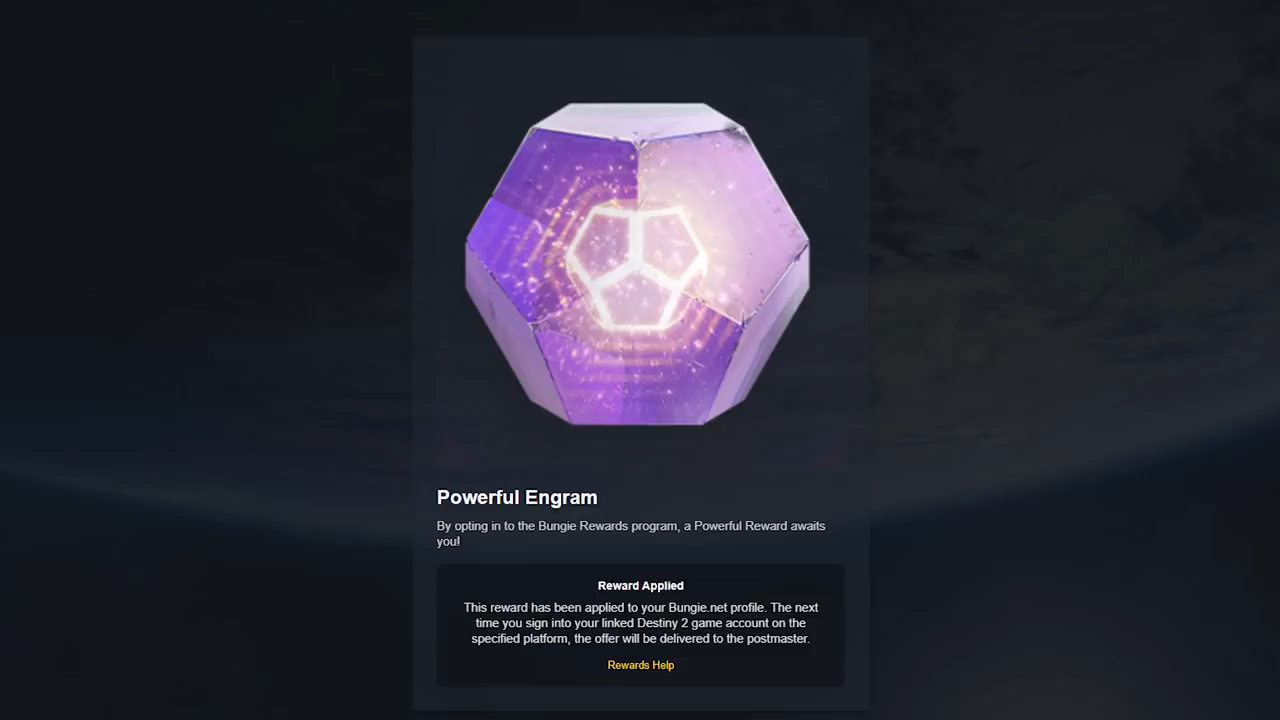 Powerful Engram
By opting in to the Bungie Rewards program, a Powerful Reward awaits
you!
Reward Applied
This reward has been applied to your Bungie.net profile. The next
time you sign into your linked Destiny 2 game account on the
specified platform, the offer will be delivered to the postmaster.
Rewards Help